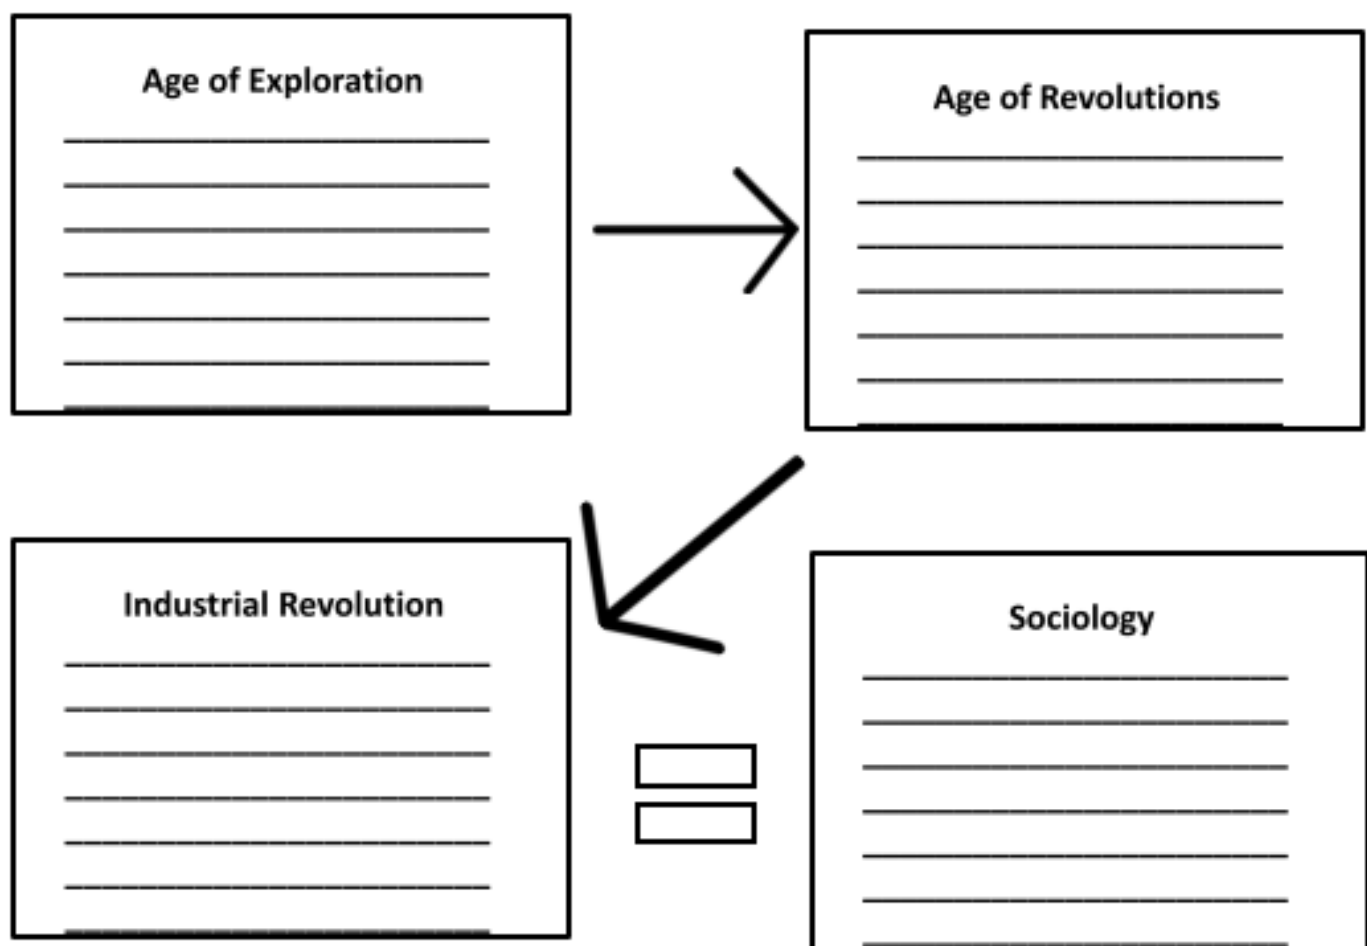 Age of Exploration
Age of Revolutions
Industrial Revolution
Sociology